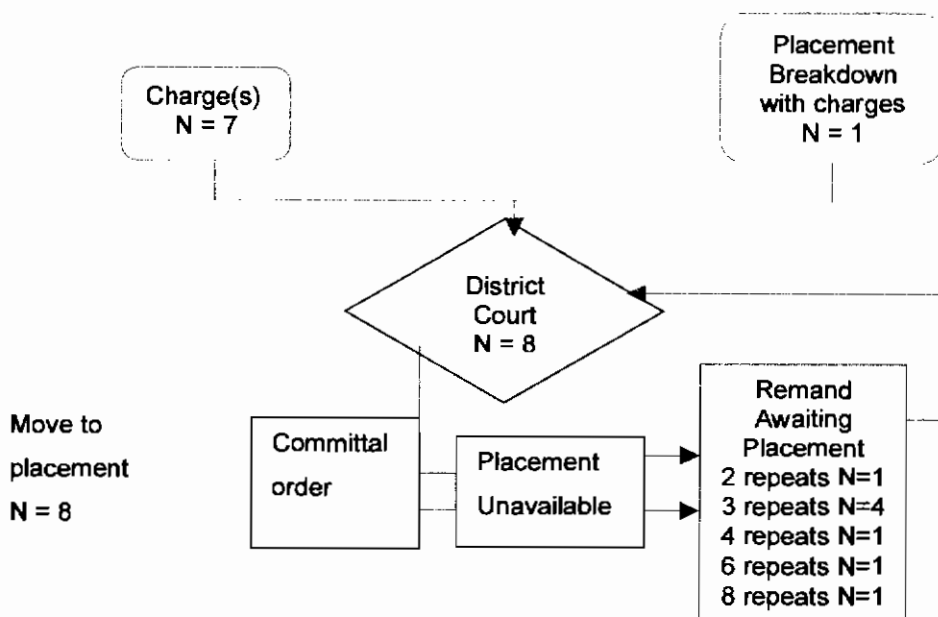 Charge(s)
N = 7
Placement
Breakdown
with charges
N = 1
District
Court
N = 8
Move to
placement
N = 8
Committal
order
Placement
Unavailable
Remand
Awaiting
Placement
2 repeats N=1
3 repeats N=4
4 repeats N=1
6 repeats N=1
8 repeats N=1